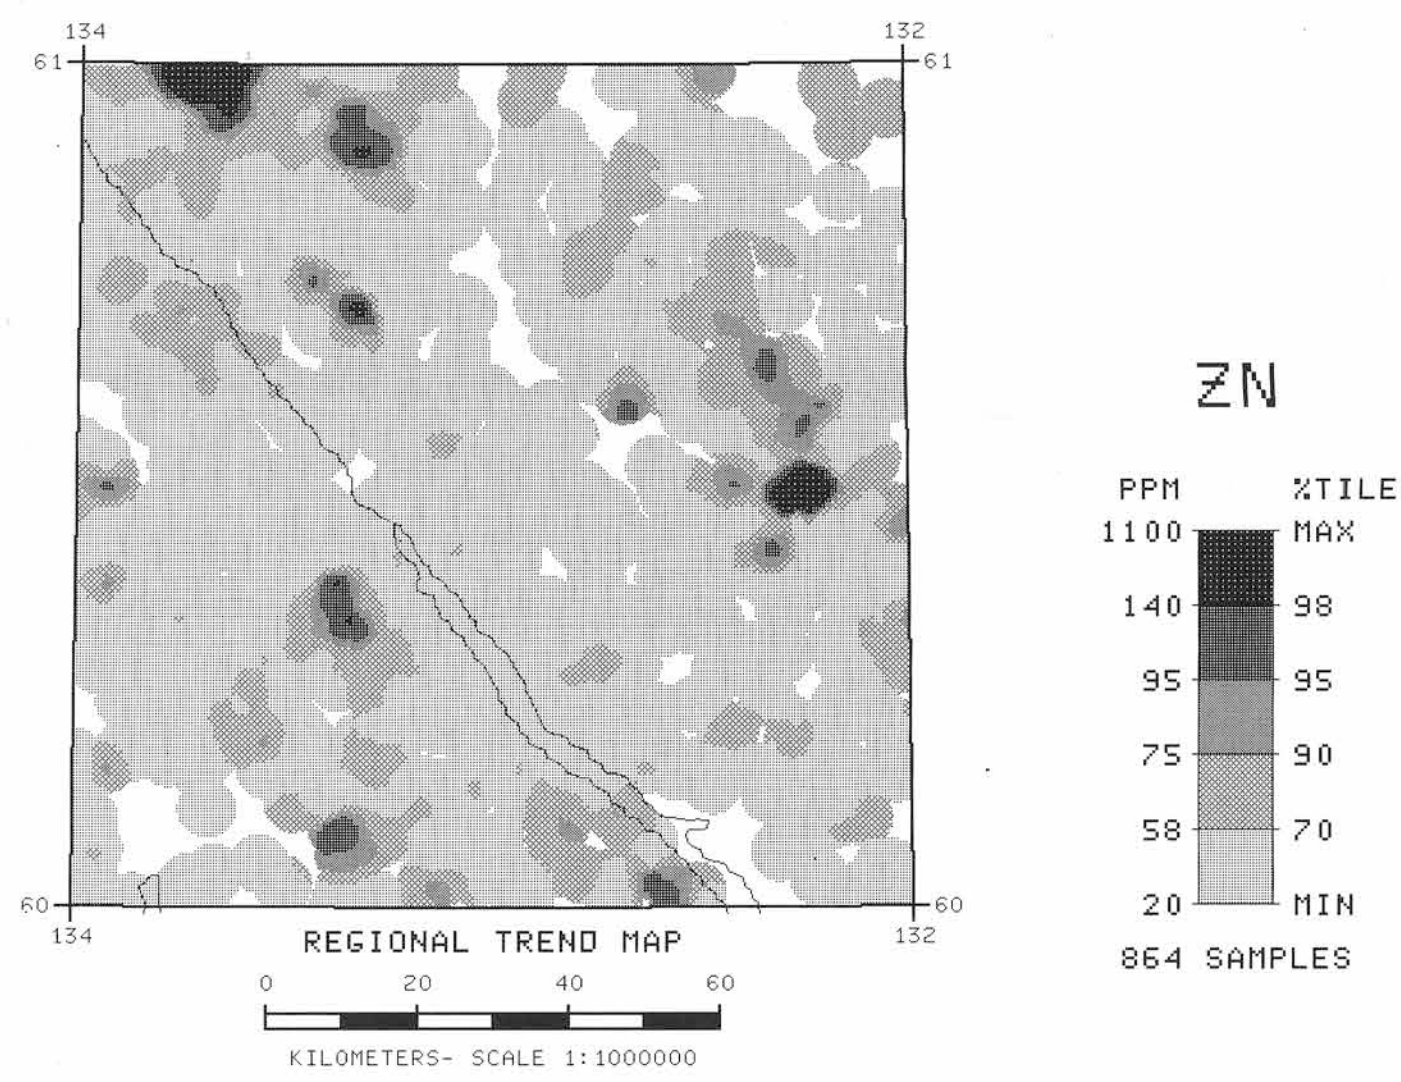 134 132
61 61
ZN
PPM %TILE
1100 MAX
140 98
95 95
75 90
58 70
20 MIN
864 SAMPLES
60 60
134 132
REGIONAL TREND MAP
0 20 40 60
KILOMETERS- SCALE 1:1000000